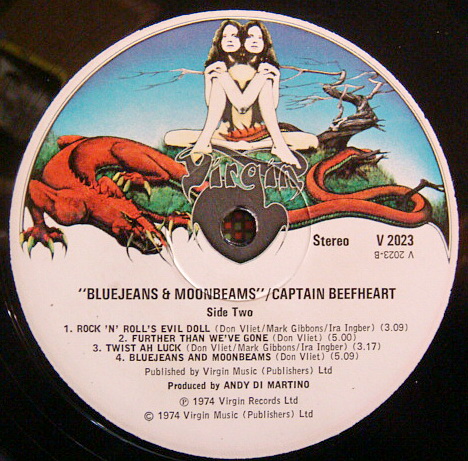 Virgin
Stereo V 2023
V 2023-B
"BLUEJEANS & MOONBEAMS"/CAPTAIN BEEFHEART
Side Two
1. ROCK 'N' ROLL'S EVIL DOLL (Don Vliet/Mark Gibbons/Ira Ingber) (3.09)
2. FURTHER THAN WE'VE GONE (Don Vliet) (5.00)
3. TWIST AH LUCK (Don Vliet/Mark Gibbons/Ira Ingber) (3.17)
4. BLUEJEANS AND MOONBEAMS (Don Vliet) (5.09)
Published by Virgin Music (Publishers) Ltd
Produced by ANDY DI MARTINO
℗ 1974 Virgin Records Ltd
© 1974 Virgin Music (Publishers) Ltd